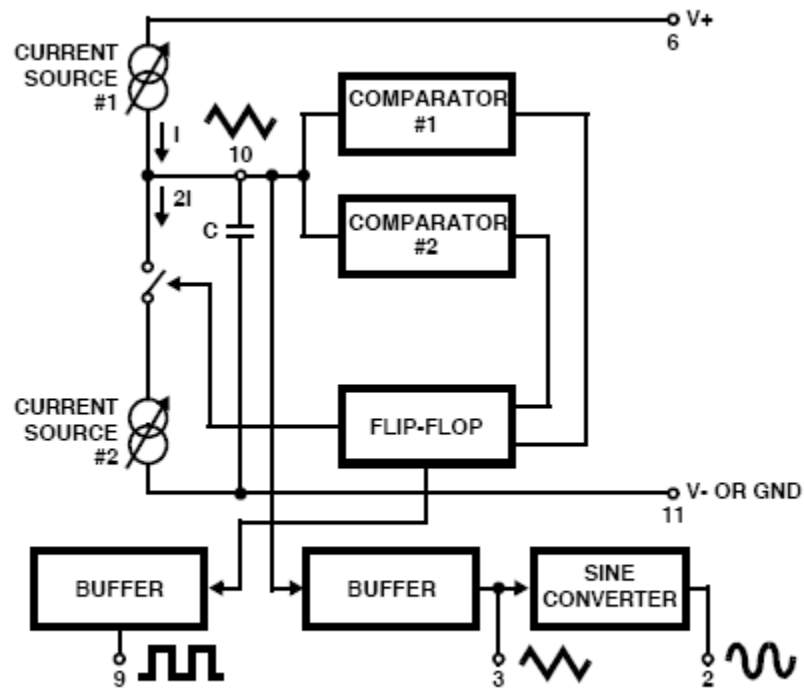 V+
6
CURRENT
SOURCE
#1
I
10
COMPARATOR
#1
2I
C
COMPARATOR
#2
CURRENT
SOURCE
#2
FLIP-FLOP
V- OR GND
11
BUFFER
BUFFER
SINE
CONVERTER
9
3
2